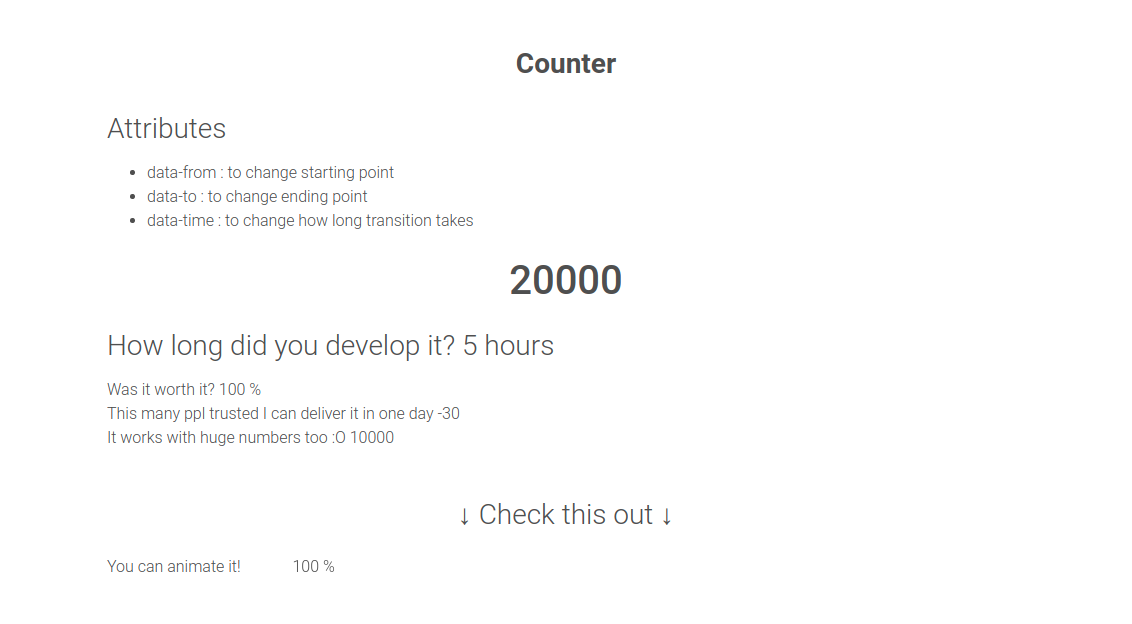 Counter
Attributes
• data-from : to change starting point
• data-to : to change ending point
• data-time : to change how long transition takes
20000
How long did you develop it? 5 hours
Was it worth it? 100 %
This many ppl trusted I can deliver it in one day -30
It works with huge numbers too :O 10000
↓ Check this out ↓
You can animate it! 100 %